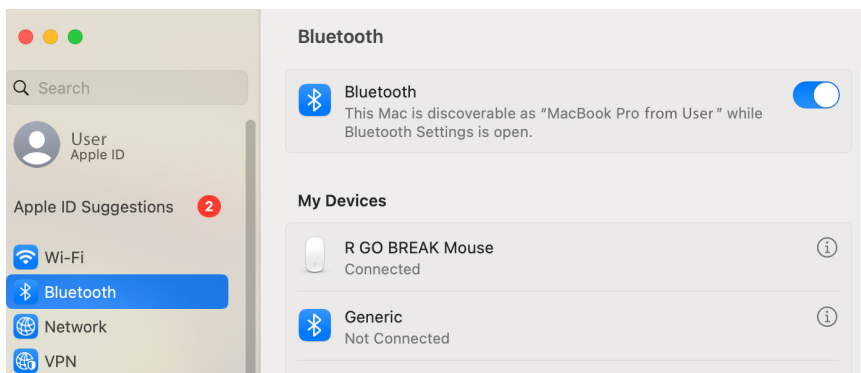 Search
User
Apple ID
Apple ID Suggestions 2
Wi-Fi
Bluetooth
Network
VPN
Bluetooth
Bluetooth
This Mac is discoverable as “MacBook Pro from User” while
Bluetooth Settings is open.
My Devices
R GO BREAK Mouse
Connected
Generic
Not Connected